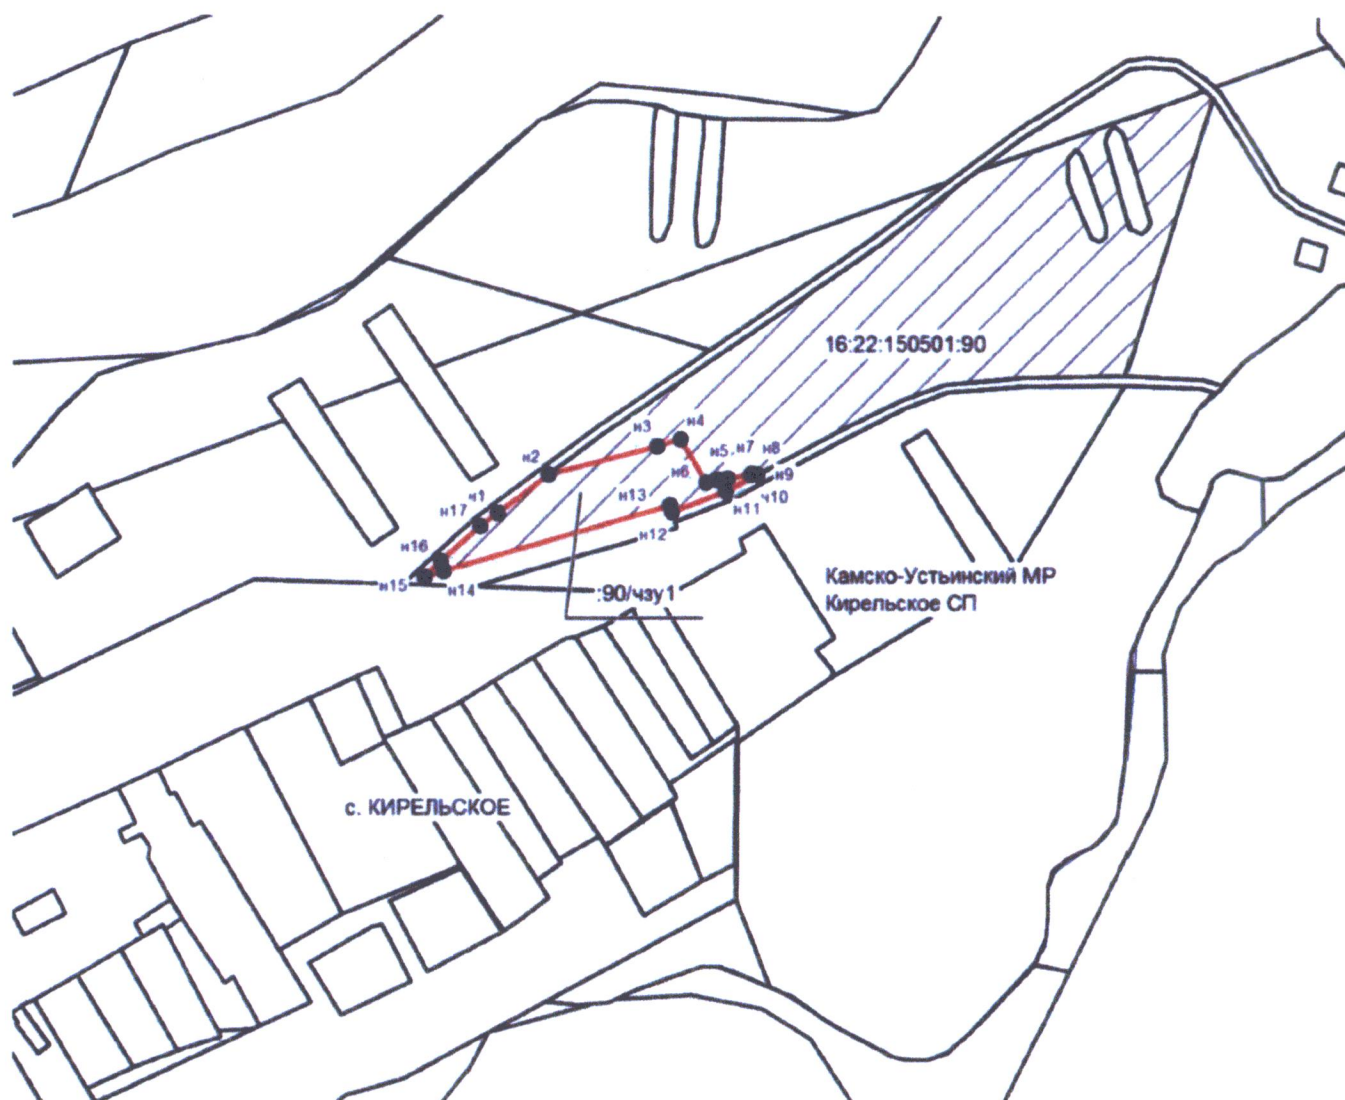 16:22:150501:90
н4
н3
н2
н5
н7
н8
н6
н9
ч1
н13
ч10
н17
н11
н12
н16
н15
н14
:90/чзу1
Камско-Устьинский МР
Кирельское СП
с. КИРЕЛЬСКОЕ